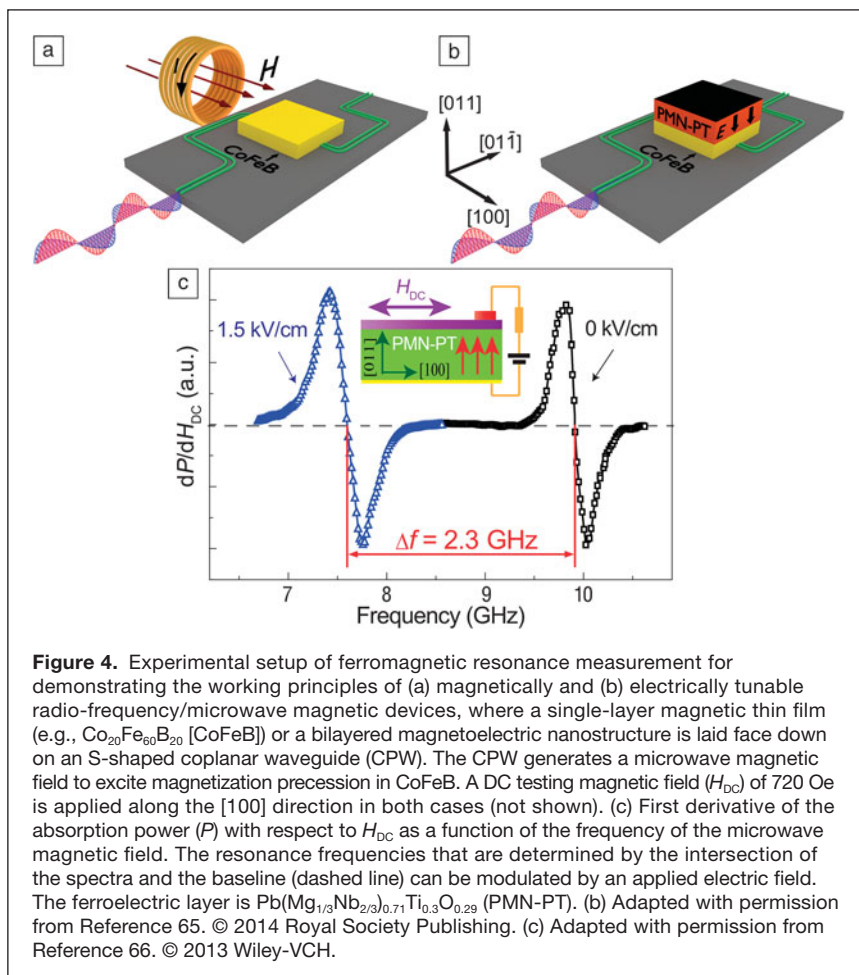 a
b
I
H
CoFeB
[011]
[011̄]
[100]
PMN-PT
E
CoFeB
c
H_DC
1.5 kV/cm
0 kV/cm
[011]
PMN-PT
[100]
dP/dH_DC (a.u.)
Δf = 2.3 GHz
7 8 9 10
Frequency (GHz)
Figure 4. Experimental setup of ferromagnetic resonance measurement for
demonstrating the working principles of (a) magnetically and (b) electrically tunable
radio-frequency/microwave magnetic devices, where a single-layer magnetic thin film
(e.g., Co₂₀Fe₆₀B₂₀ [CoFeB]) or a bilayered magnetoelectric nanostructure is laid face down
on an S-shaped coplanar waveguide (CPW). The CPW generates a microwave magnetic
field to excite magnetization precession in CoFeB. A DC testing magnetic field (H_DC) of 720 Oe
is applied along the [100] direction in both cases (not shown). (c) First derivative of the
absorption power (P) with respect to H_DC as a function of the frequency of the microwave
magnetic field. The resonance frequencies that are determined by the intersection of
the spectra and the baseline (dashed line) can be modulated by an applied electric field.
The ferroelectric layer is Pb(Mg₁/₃Nb₂/₃)₀.₇₁Ti₀.₃O₀.₂₉ (PMN-PT). (b) Adapted with permission
from Reference 65. © 2014 Royal Society Publishing. (c) Adapted with permission from
Reference 66. © 2013 Wiley-VCH.